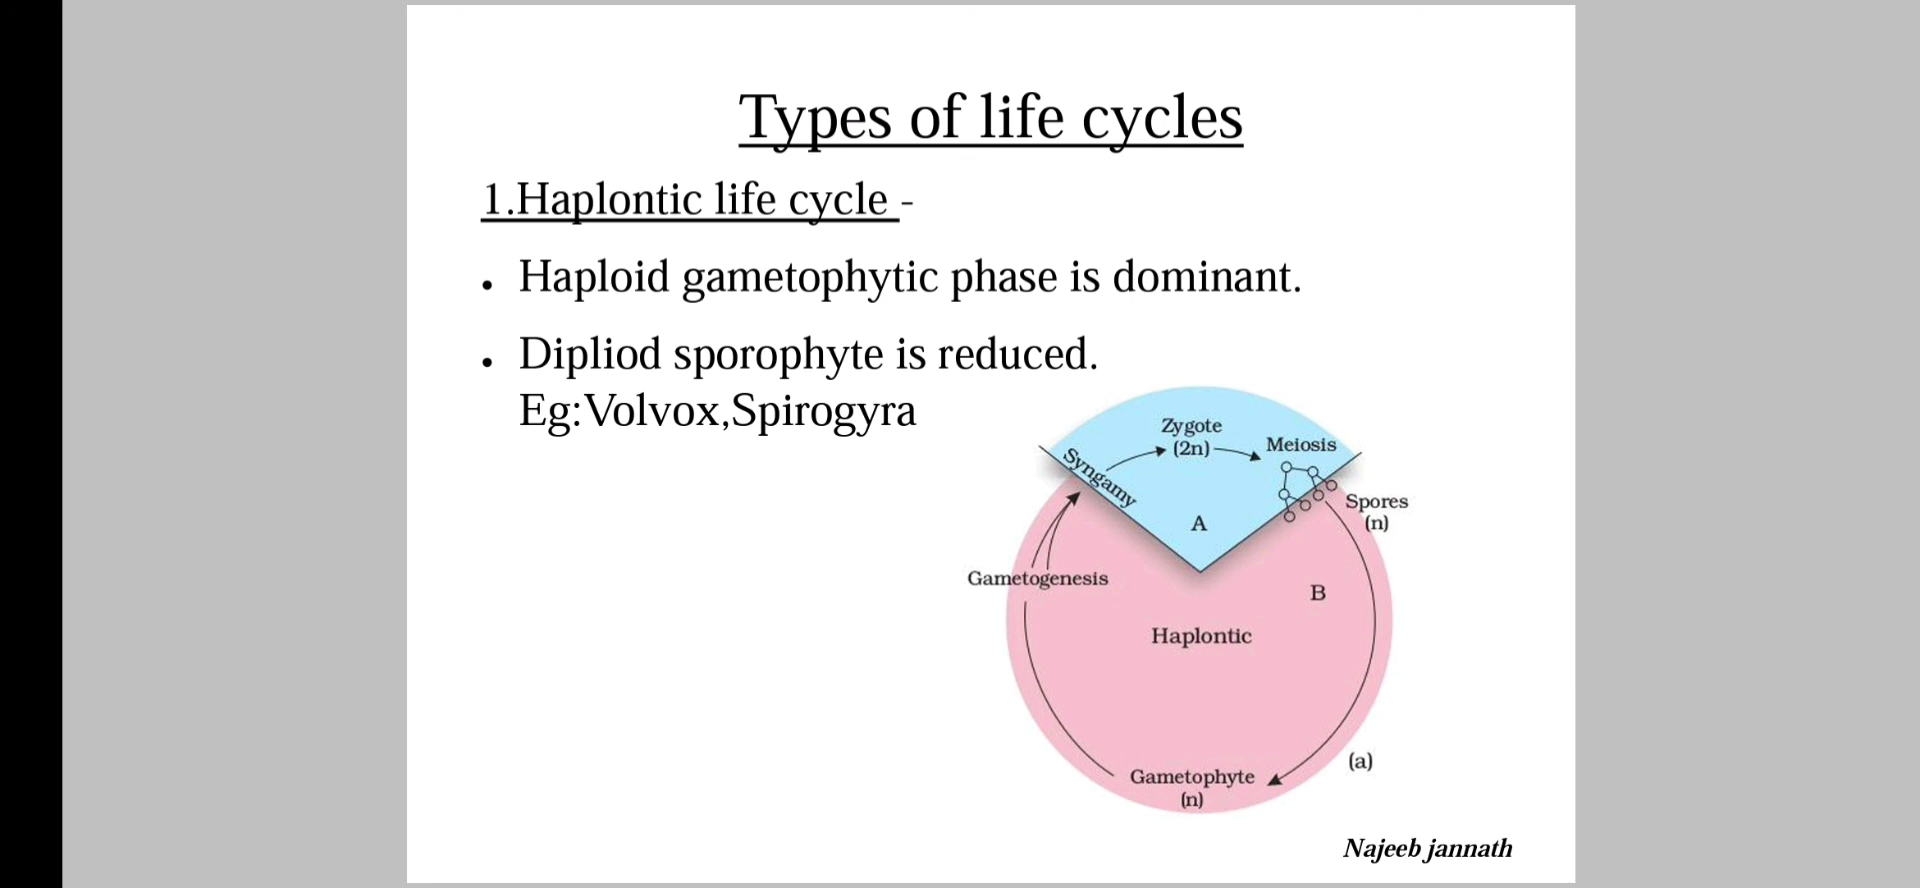 Types of life cycles
1.Haplontic life cycle -
• Haploid gametophytic phase is dominant.
• Dipliod sporophyte is reduced.
Eg:Volvox,Spirogyra
Zygote
(2n)
Meiosis
Syngamy
Spores
(n)
A
Gametogenesis
B
Haplontic
(a)
Gametophyte
(n)
Najeeb jannath